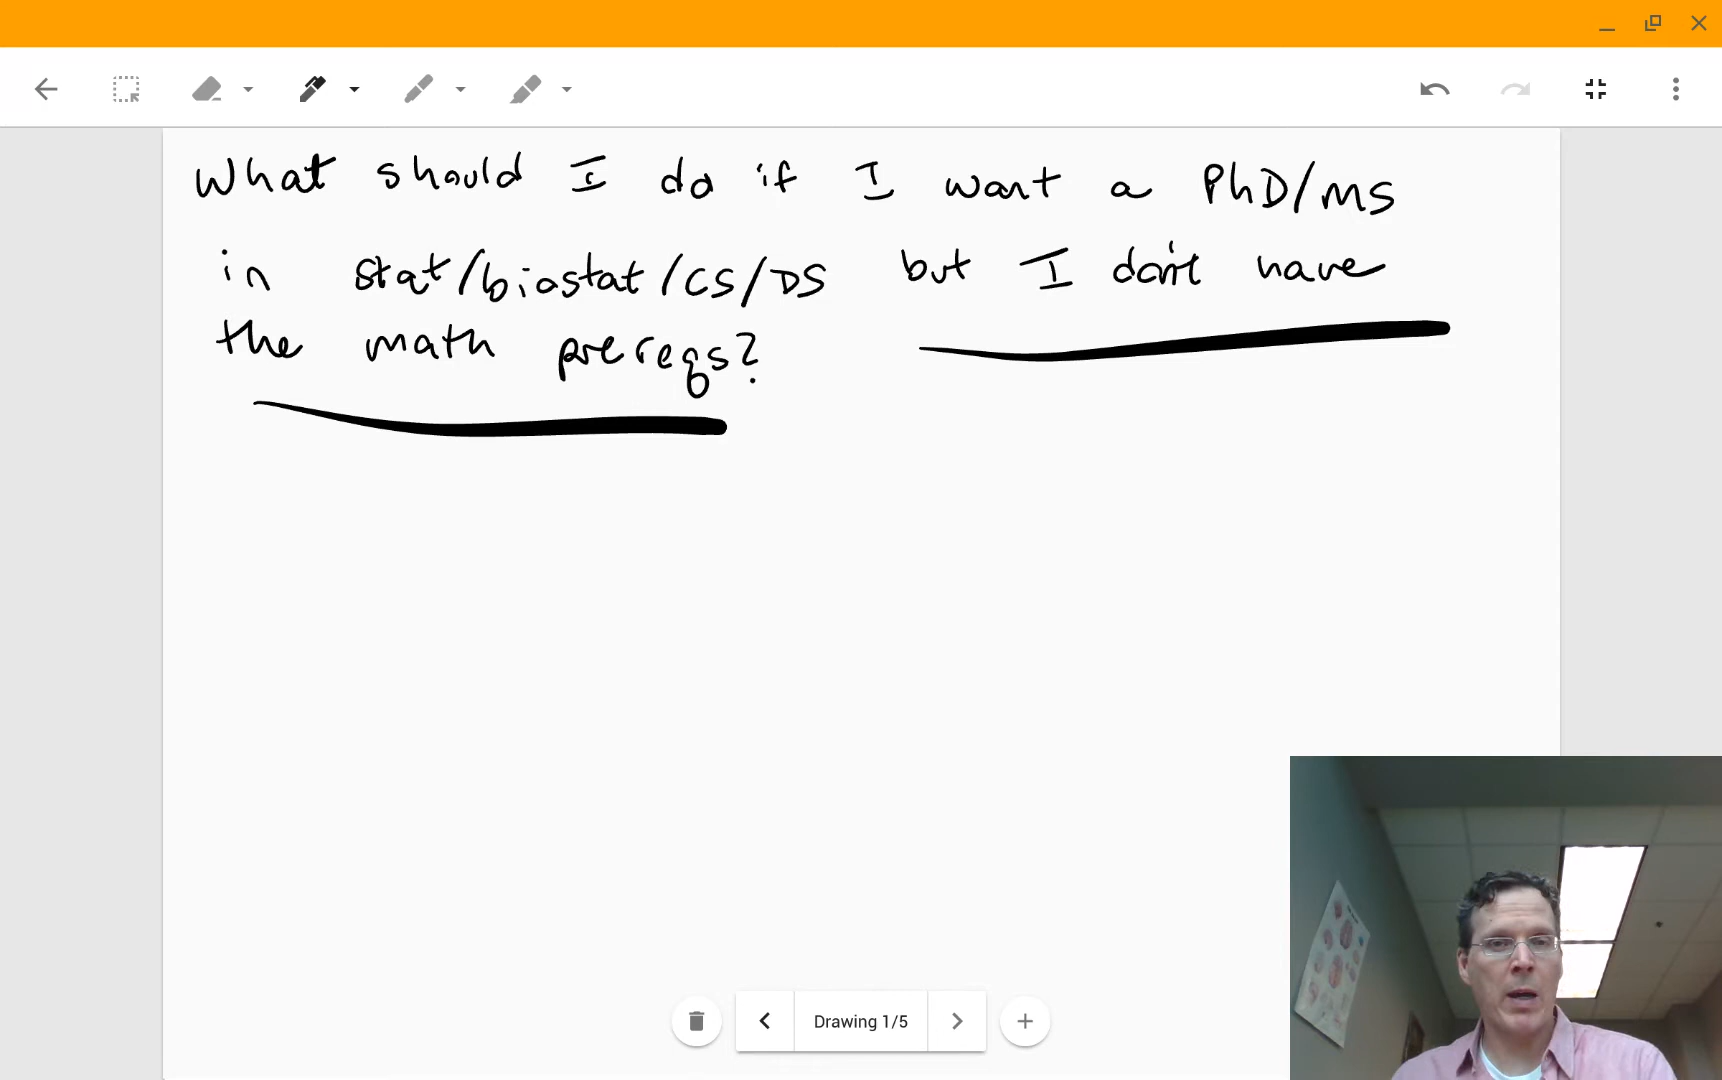 What should I do if I want a PhD/MS
in stat/biostat/CS/DS but I don't have
the math prereqs?
Drawing 1/5